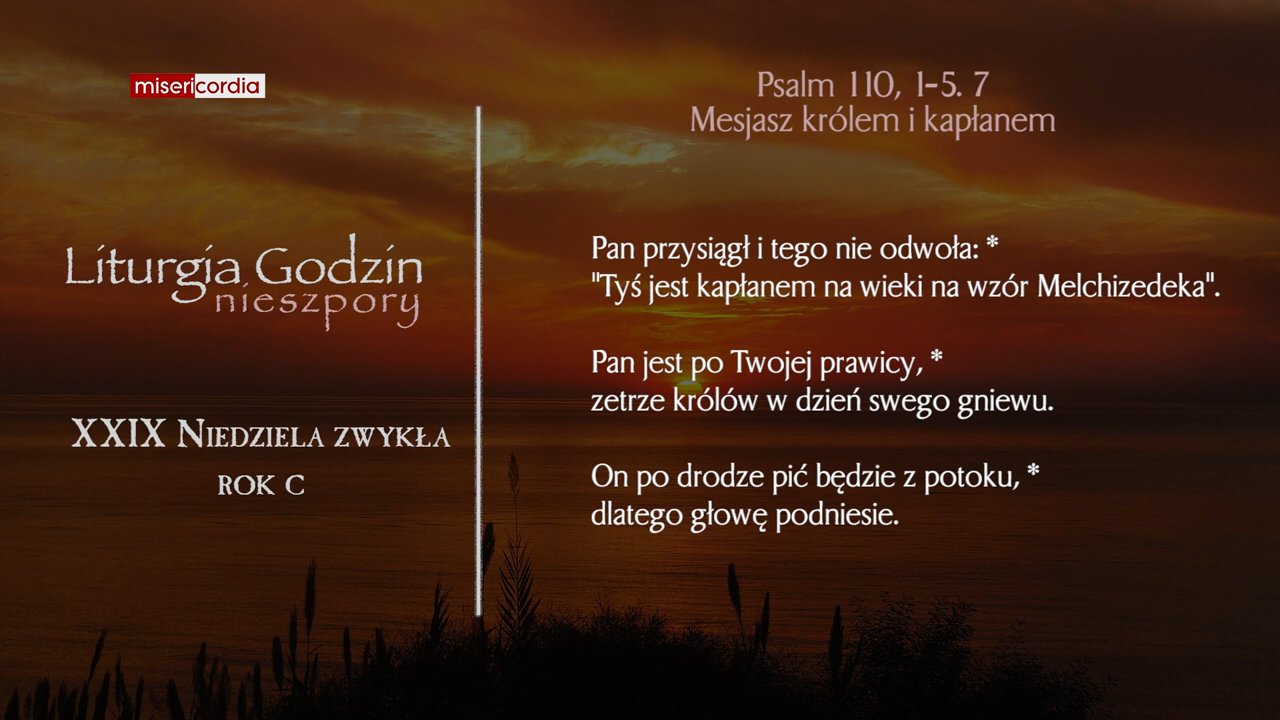 misericordia
Liturgia Godzin
nieszpory
XXIX Niedziela zwykła
rok C
Psalm 110, 1-5. 7
Mesjasz królem i kapłanem
Pan przysiągł i tego nie odwoła: *
"Tyś jest kapłanem na wieki na wzór Melchizedeka".
Pan jest po Twojej prawicy, *
zetrze królów w dzień swego gniewu.
On po drodze pić będzie z potoku, *
dlatego głowę podniesie.